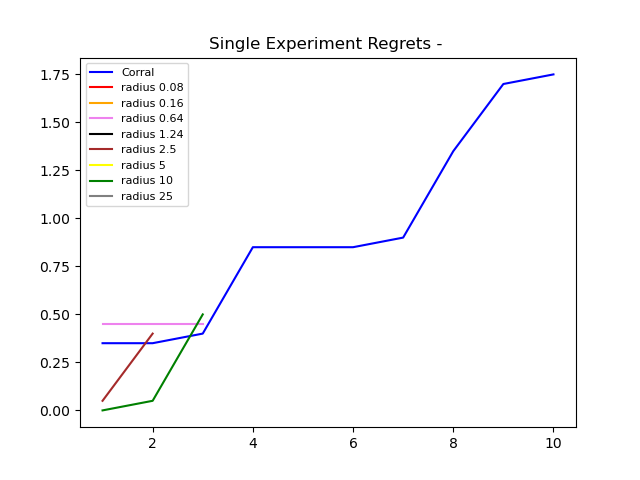 Single Experiment Regrets -
Corral
radius 0.08
radius 0.16
radius 0.64
radius 1.24
radius 2.5
radius 5
radius 10
radius 25
1.75
1.50
1.25
1.00
0.75
0.50
0.25
0.00
2 4 6 8 10